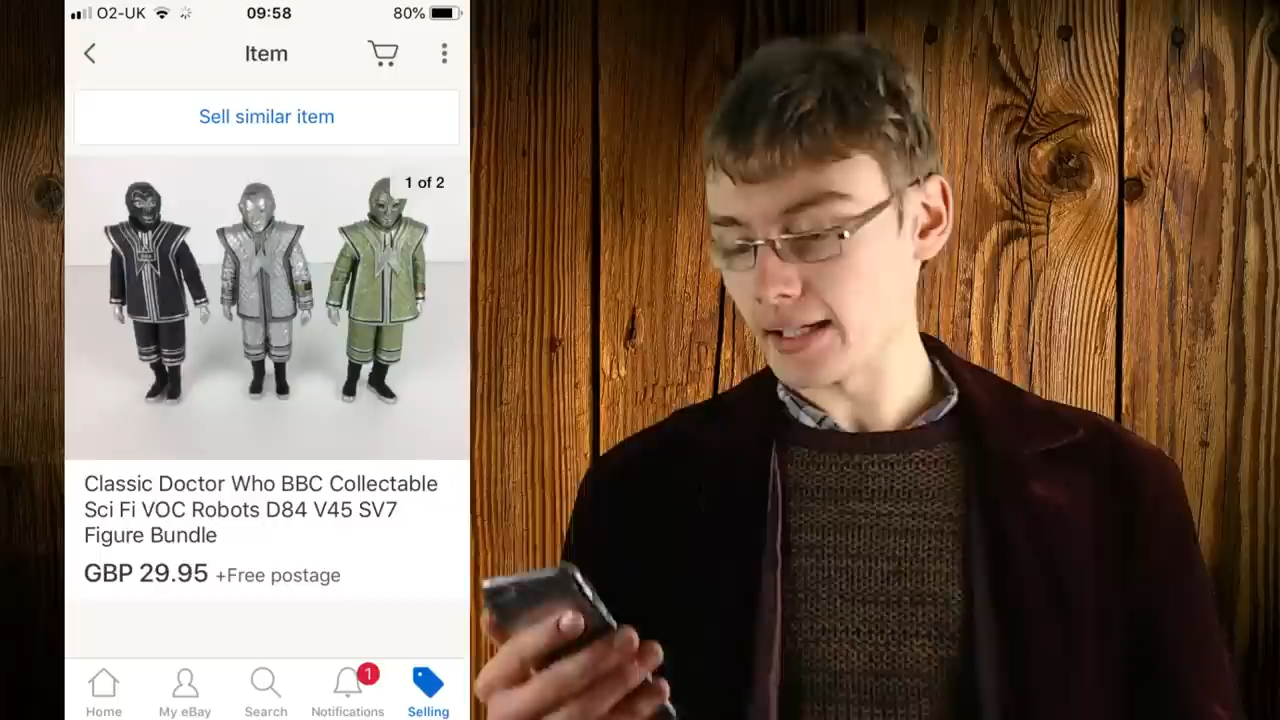 O2-UK 09:58 80%
Item
Sell similar item
1 of 2
Classic Doctor Who BBC Collectable
Sci Fi VOC Robots D84 V45 SV7
Figure Bundle
GBP 29.95 +Free postage
1
Home My eBay Search Notifications Selling